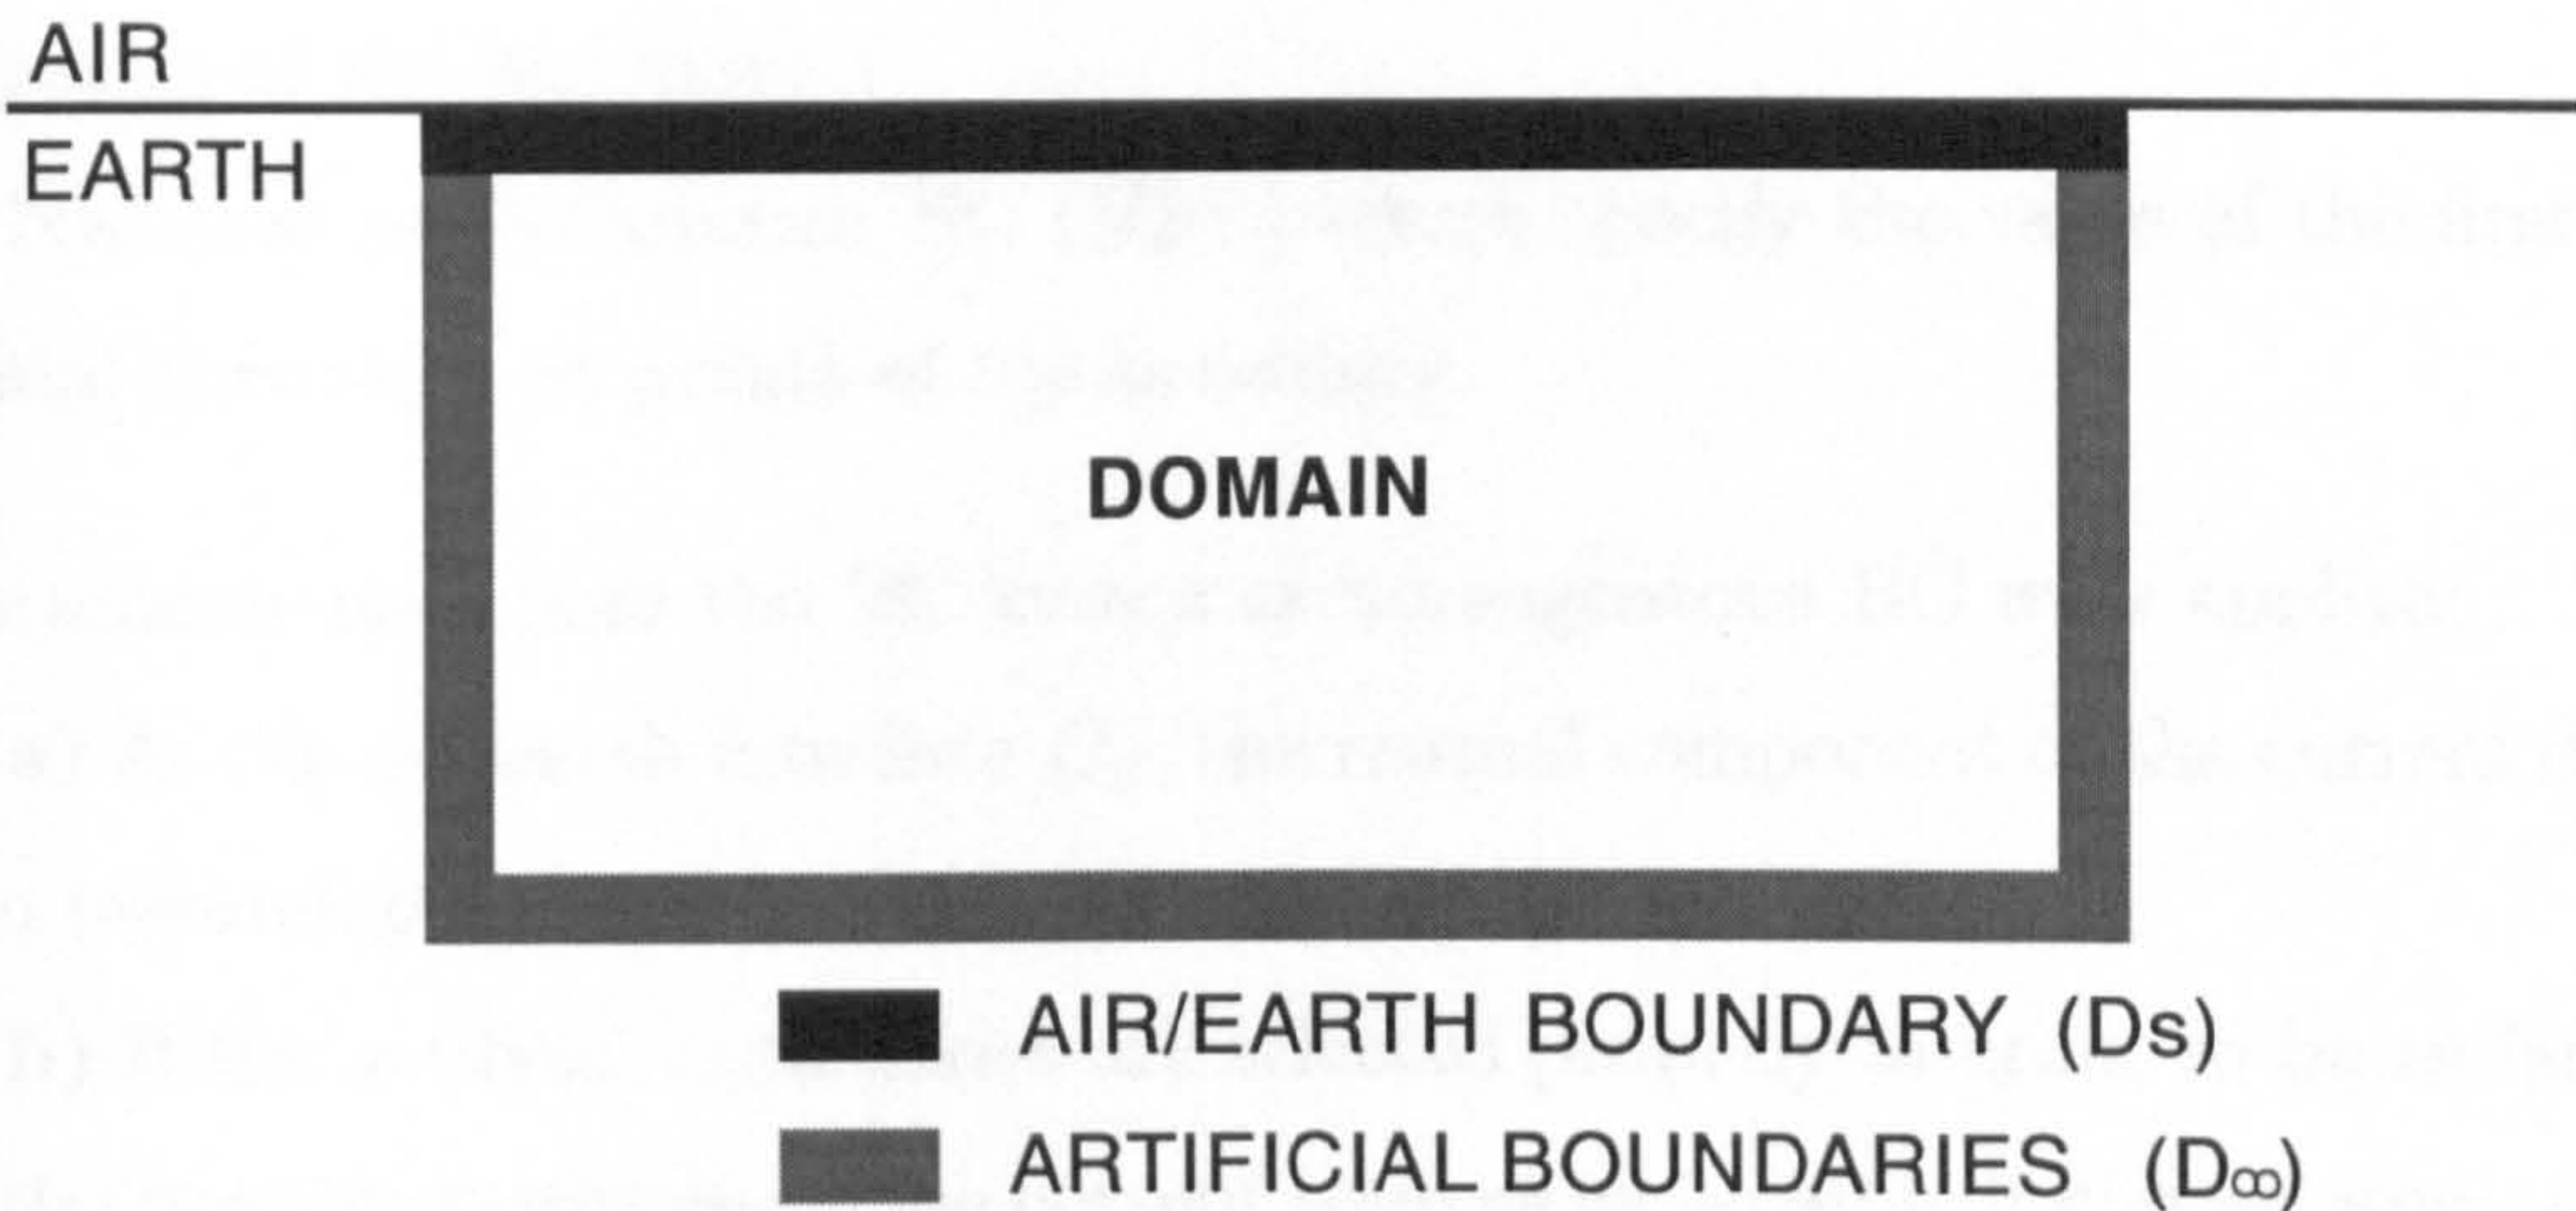 AIR
EARTH
DOMAIN
AIR/EARTH BOUNDARY (Ds)
ARTIFICIAL BOUNDARIES (D∞)